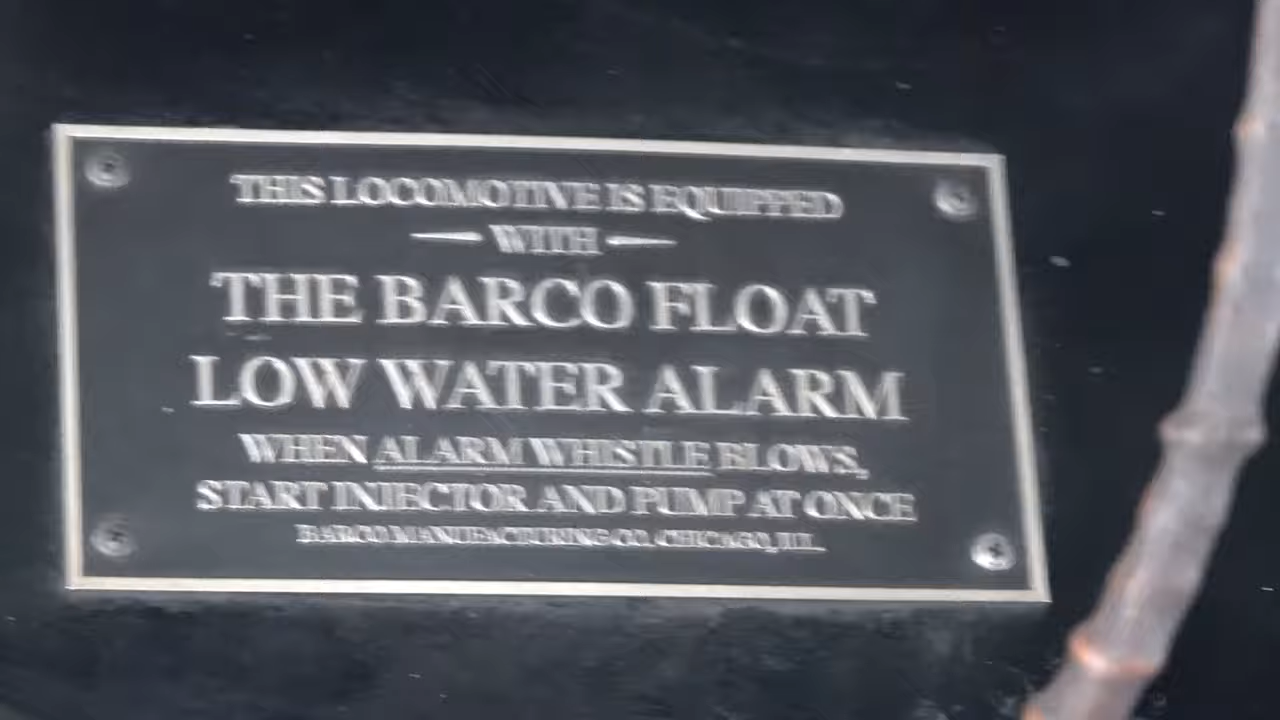 THIS LOCOMOTIVE IS EQUIPPED
WITH
THE BARCO FLOAT
LOW WATER ALARM
WHEN ALARM WHISTLE BLOWS,
START INJECTOR AND PUMP AT ONCE
BARCO MANUFACTURING CO. CHICAGO, ILL.